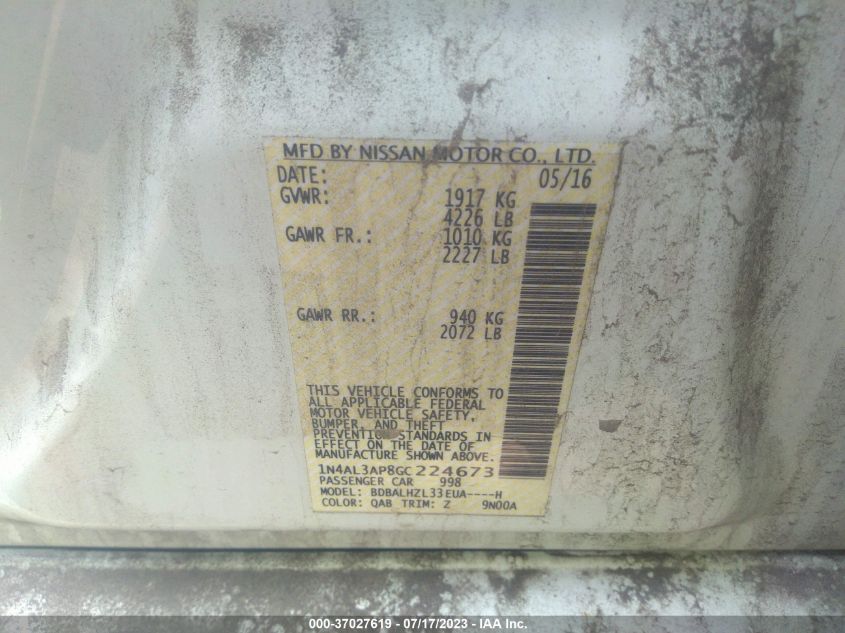 MFD BY NISSAN MOTOR CO., LTD.
DATE: 05/16
GVWR: 1917 KG
4226 LB
GAWR FR.: 1010 KG
2227 LB
GAWR RR.: 940 KG
2072 LB
THIS VEHICLE CONFORMS TO
ALL APPLICABLE FEDERAL
MOTOR VEHICLE SAFETY,
BUMPER, AND THEFT
PREVENTION STANDARDS IN
EFFECT ON THE DATE OF
MANUFACTURE SHOWN ABOVE.
1N4AL3AP8GC224673
PASSENGER CAR 998
MODEL: BDBALHZL33EUA----H
COLOR: QAB TRIM: Z 9N00A
000-37027619 - 07/17/2023 - IAA Inc.